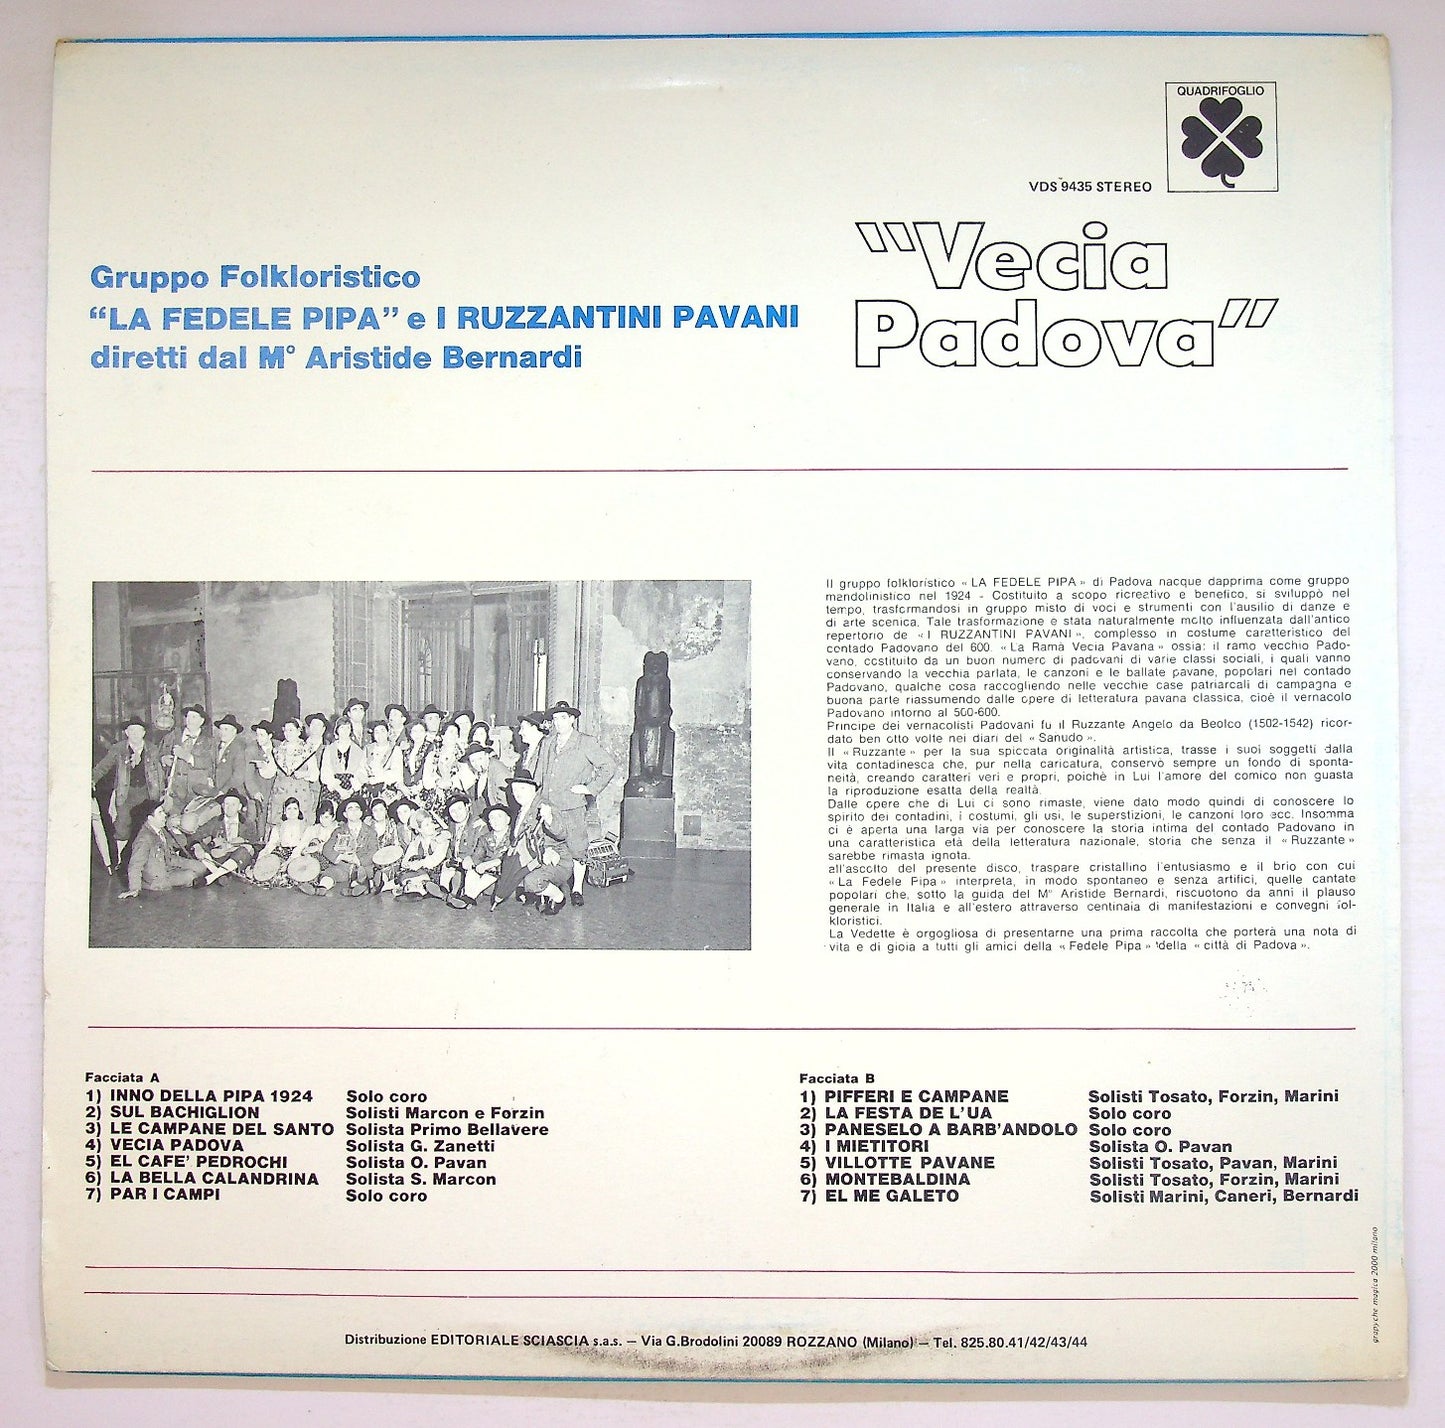 QUADRIFOGLIO
VDS 9435 STEREO
"Vecia
Padova"
Gruppo Folkloristico
"LA FEDELE PIPA" e I RUZZANTINI PAVANI
diretti dal M° Aristide Bernardi
Il gruppo folkloristico « LA FEDELE PIPA » di Padova nacque dapprima come gruppo
mandolinistico nel 1924 - Costituito a scopo ricreativo e benefico, si sviluppò nel
tempo, trasformandosi in gruppo misto di voci e strumenti con l'ausilio di danze e
di arte scenica. Tale trasformazione e stata naturalmente molto influenzata dall'antico
repertorio de « I RUZZANTINI PAVANI », complesso in costume caratteristico del
contado Padovano del 600. « La Ramà Vecia Pavana » ossia: il ramo vecchio Pado-
vano, costituito da un buon numero di padovani di varie classi sociali, i quali vanno
conservando la vecchia parlata, le canzoni e le ballate pavane, popolari nel contado
Padovano, qualche cosa raccogliendo nelle vecchie case patriarcali di campagna e
buona parte riassumendo dalle opere di letteratura pavana classica, cioè il vernacolo
Padovano intorno al 500-600.
Principe dei vernacolisti Padovani fu il Ruzzante Angelo da Beolco (1502-1542) ricor-
dato ben otto volte nei diari del « Sanudo ».
Il « Ruzzante » per la sua spiccata originalità artistica, trasse i suoi soggetti dalla
vita contadinesca che, pur nella caricatura, conservò sempre un fondo di sponta-
neità, creando caratteri veri e propri, poichè in Lui l'amore del comico non guasta
la riproduzione esatta della realtà.
Dalle opere che di Lui ci sono rimaste, viene dato modo quindi di conoscere lo
spirito dei contadini, i costumi, gli usi, le superstizioni, le canzoni loro ecc. Insomma
ci è aperta una larga via per conoscere la storia intima del contado Padovano in
una caratteristica età della letteratura nazionale, storia che senza il « Ruzzante »
sarebbe rimasta ignota.
all'ascolto del presente disco, traspare cristallino l'entusiasmo e il brio con cui
« La Fedele Pipa » interpreta, in modo spontaneo e senza artifici, quelle cantate
popolari che, sotto la guida del M° Aristide Bernardi, riscuotono da anni il plauso
generale in Italia e all'estero attraverso centinaia di manifestazioni e convegni fol-
kloristici.
La Vedette è orgogliosa di presentarne una prima raccolta che porterà una nota di
vita e di gioia a tutti gli amici della « Fedele Pipa » della « città di Padova ».
Facciata A
1) INNO DELLA PIPA 1924 Solo coro
2) SUL BACHIGLION Solisti Marcon e Forzin
3) LE CAMPANE DEL SANTO Solista Primo Bellavere
4) VECIA PADOVA Solista G. Zanetti
5) EL CAFE' PEDROCHI Solista O. Pavan
6) LA BELLA CALANDRINA Solista S. Marcon
7) PAR I CAMPI Solo coro
Facciata B
1) PIFFERI E CAMPANE Solisti Tosato, Forzin, Marini
2) LA FESTA DE L'UA Solo coro
3) PANESELO A BARB'ANDOLO Solo coro
4) I MIETITORI Solista O. Pavan
5) VILLOTTE PAVANE Solisti Tosato, Pavan, Marini
6) MONTEBALDINA Solisti Tosato, Forzin, Marini
7) EL ME GALETO Solisti Marini, Caneri, Bernardi
graphyche magica 2000 milano
Distribuzione EDITORIALE SCIASCIA s.a.s. — Via G.Brodolini 20089 ROZZANO (Milano) — Tel. 825.80.41/42/43/44